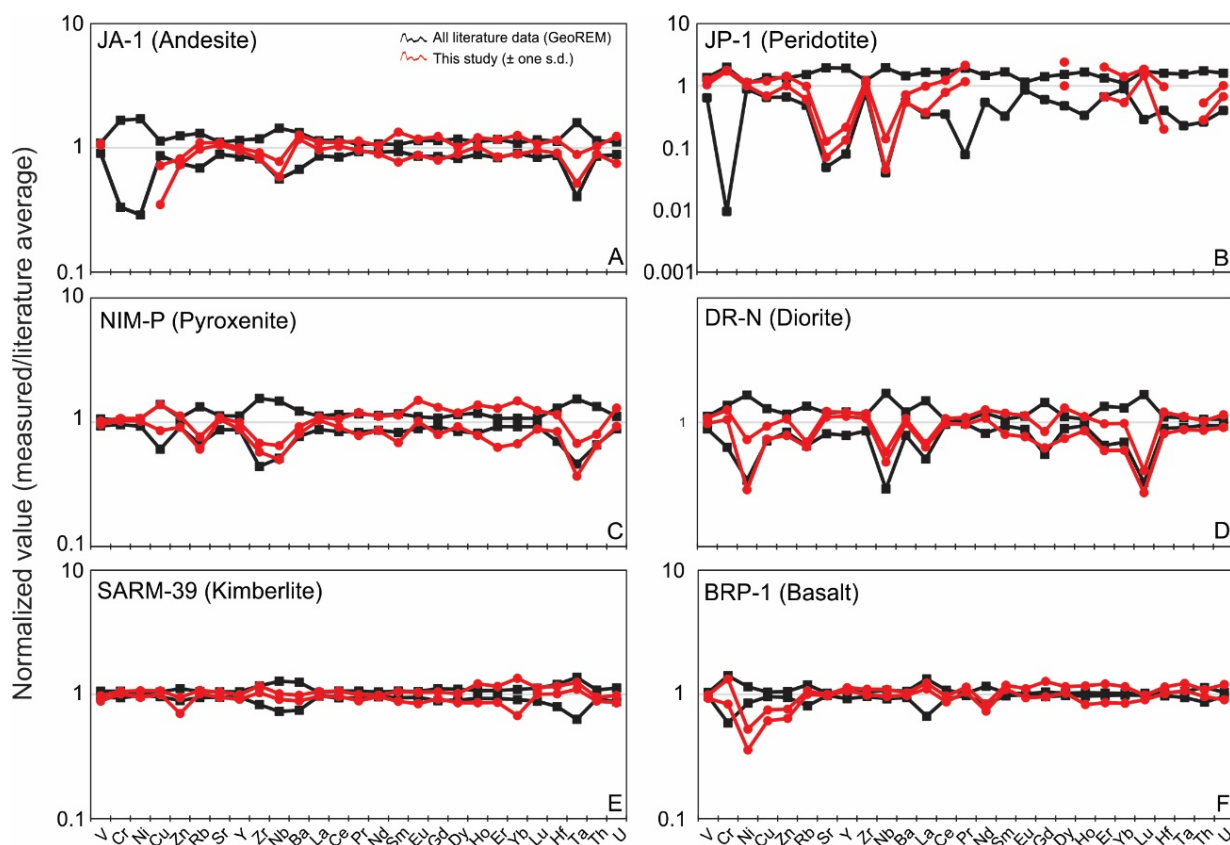 Normalized value (measured/literature average)
10
JA-1 (Andesite)
All literature data (GeoREM)
This study (± one s.d.)
1
0.1
A
10
JP-1 (Peridotite)
1
0.1
0.01
0.001
B
10
NIM-P (Pyroxenite)
1
0.1
C
DR-N (Diorite)
1
D
10
SARM-39 (Kimberlite)
1
0.1
E
V Cr Ni Cu Zn Rb Sr Y Zr Nb Ba La Ce Pr Nd Sm Eu Gd Dy Ho Er Yb Lu Hf Ta Th U
10
BRP-1 (Basalt)
1
0.1
F
V Cr Ni Cu Zn Rb Sr Y Zr Nb Ba La Ce Pr Nd Sm Eu Gd Dy Ho Er Yb Lu Hf Ta Th U